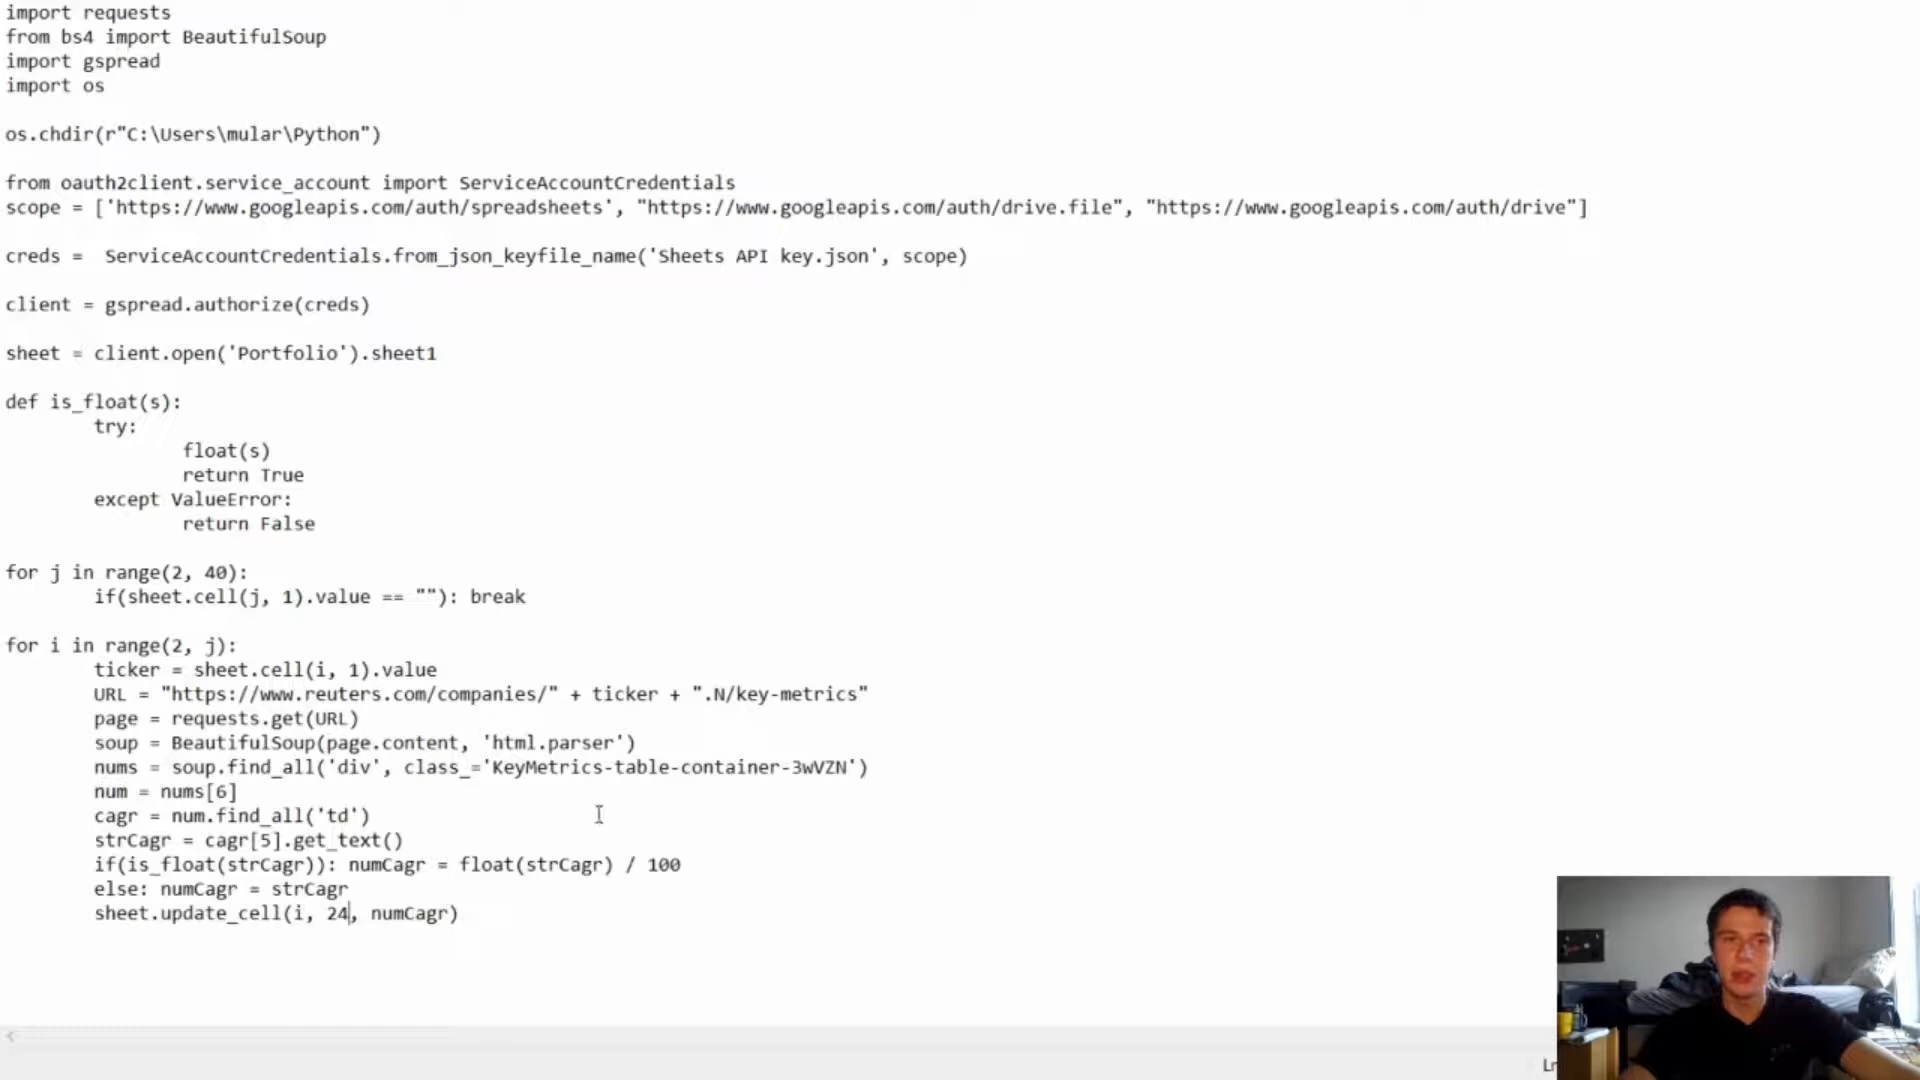 import requests
from bs4 import BeautifulSoup
import gspread
import os
os.chdir(r"C:\Users\mular\Python")
from oauth2client.service_account import ServiceAccountCredentials
scope = ['https://www.googleapis.com/auth/spreadsheets', "https://www.googleapis.com/auth/drive.file", "https://www.googleapis.com/auth/drive"]
creds =  ServiceAccountCredentials.from_json_keyfile_name('Sheets API key.json', scope)
client = gspread.authorize(creds)
sheet = client.open('Portfolio').sheet1
def is_float(s):
        try:
                float(s)
                return True
        except ValueError:
                return False
for j in range(2, 40):
        if(sheet.cell(j, 1).value == ""): break
for i in range(2, j):
        ticker = sheet.cell(i, 1).value
        URL = "https://www.reuters.com/companies/" + ticker + ".N/key-metrics"
        page = requests.get(URL)
        soup = BeautifulSoup(page.content, 'html.parser')
        nums = soup.find_all('div', class_='KeyMetrics-table-container-3wVZN')
        num = nums[6]
        cagr = num.find_all('td')
        strCagr = cagr[5].get_text()
        if(is_float(strCagr)): numCagr = float(strCagr) / 100
        else: numCagr = strCagr
        sheet.update_cell(i, 24, numCagr)